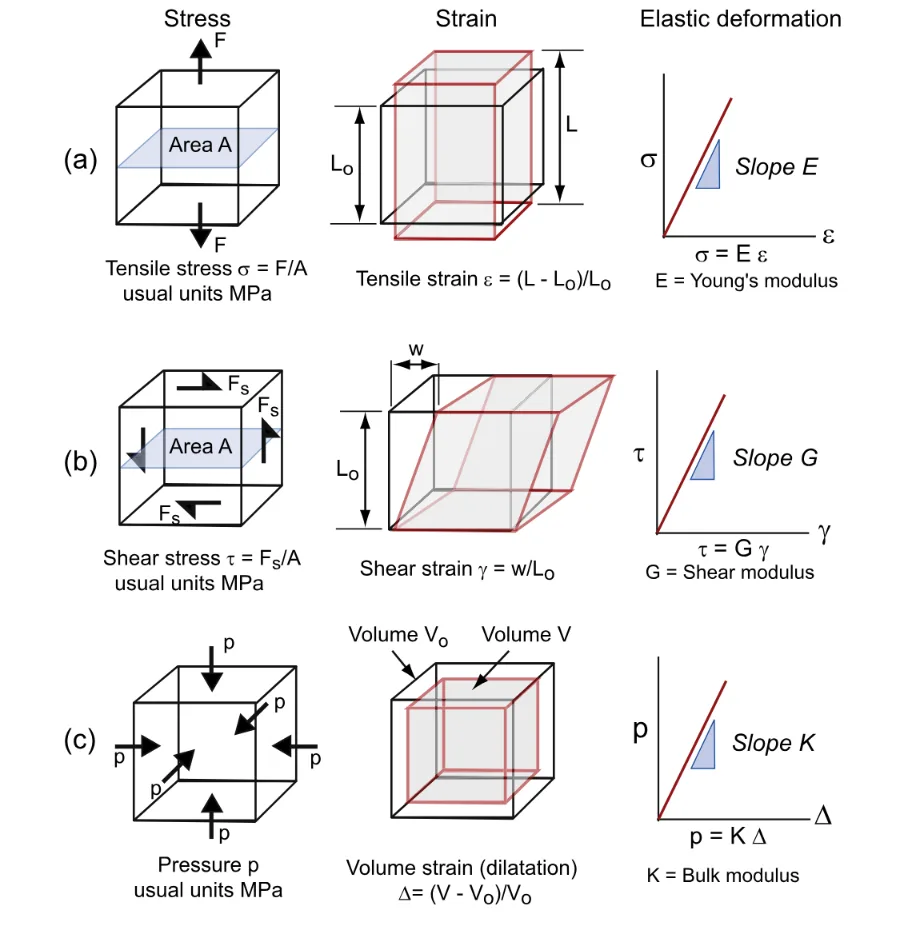 Stress
Strain
Elastic deformation
(a)
F
Area A
F
Tensile stress σ = F/A
usual units MPa
Lo
L
Tensile strain ε = (L - Lo)/Lo
σ
Slope E
ε
σ = E ε
E = Young's modulus
(b)
Fs
Fs
Area A
Fs
Shear stress τ = Fs/A
usual units MPa
w
Lo
Shear strain γ = w/Lo
τ
Slope G
γ
τ = G γ
G = Shear modulus
(c)
p
p
p
p
p
p
Pressure p
usual units MPa
Volume Vo
Volume V
Volume strain (dilatation)
Δ= (V - Vo)/Vo
p
Slope K
Δ
p = K Δ
K = Bulk modulus